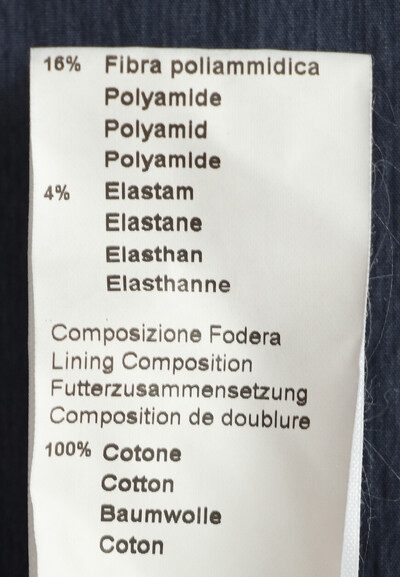 16% Fibra poliammidica
Polyamide
Polyamid
Polyamide
4% Elastam
Elastane
Elasthan
Elasthanne
Composizione Fodera
Lining Composition
Futterzusammensetzung
Composition de doublure
100% Cotone
Cotton
Baumwolle
Coton